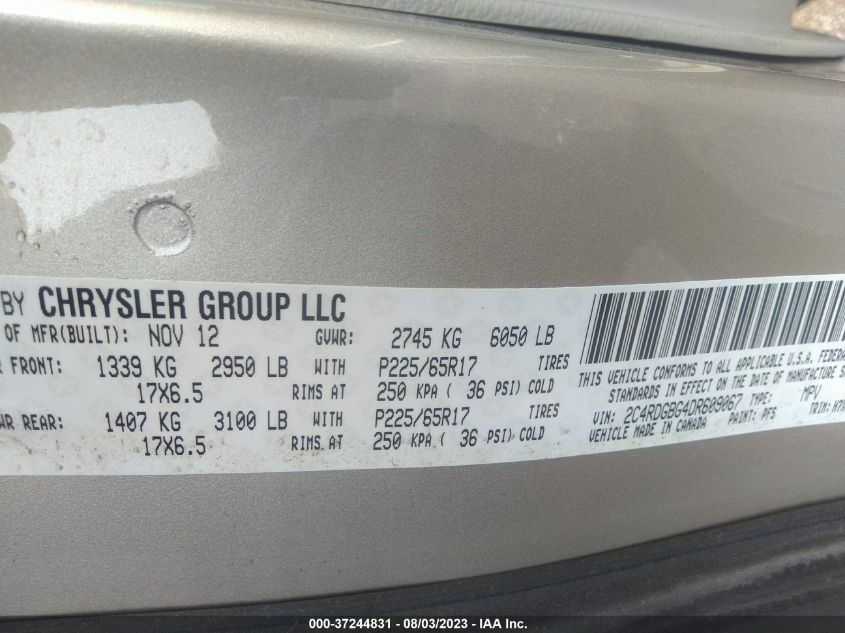 BY CHRYSLER GROUP LLC
OF MFR(BUILT): NOV 12 GVWR: 2745 KG 6050 LB
FRONT: 1339 KG 2950 LB WITH P225/65R17 TIRES
17X6.5 RIMS AT 250 KPA ( 36 PSI) COLD
WR REAR: 1407 KG 3100 LB WITH P225/65R17 TIRES
17X6.5 RIMS AT 250 KPA ( 36 PSI) COLD
THIS VEHICLE CONFORMS TO ALL APPLICABLE U.S.A. FEDERA
STANDARDS IN EFFECT ON THE DATE OF MANUFACTURE S
VIN: 2C4RDGBG4DR609067 TYPE: MPV
VEHICLE MADE IN CANADA PAINT: PFS TRIM:
000-37244831 - 08/03/2023 - IAA Inc.